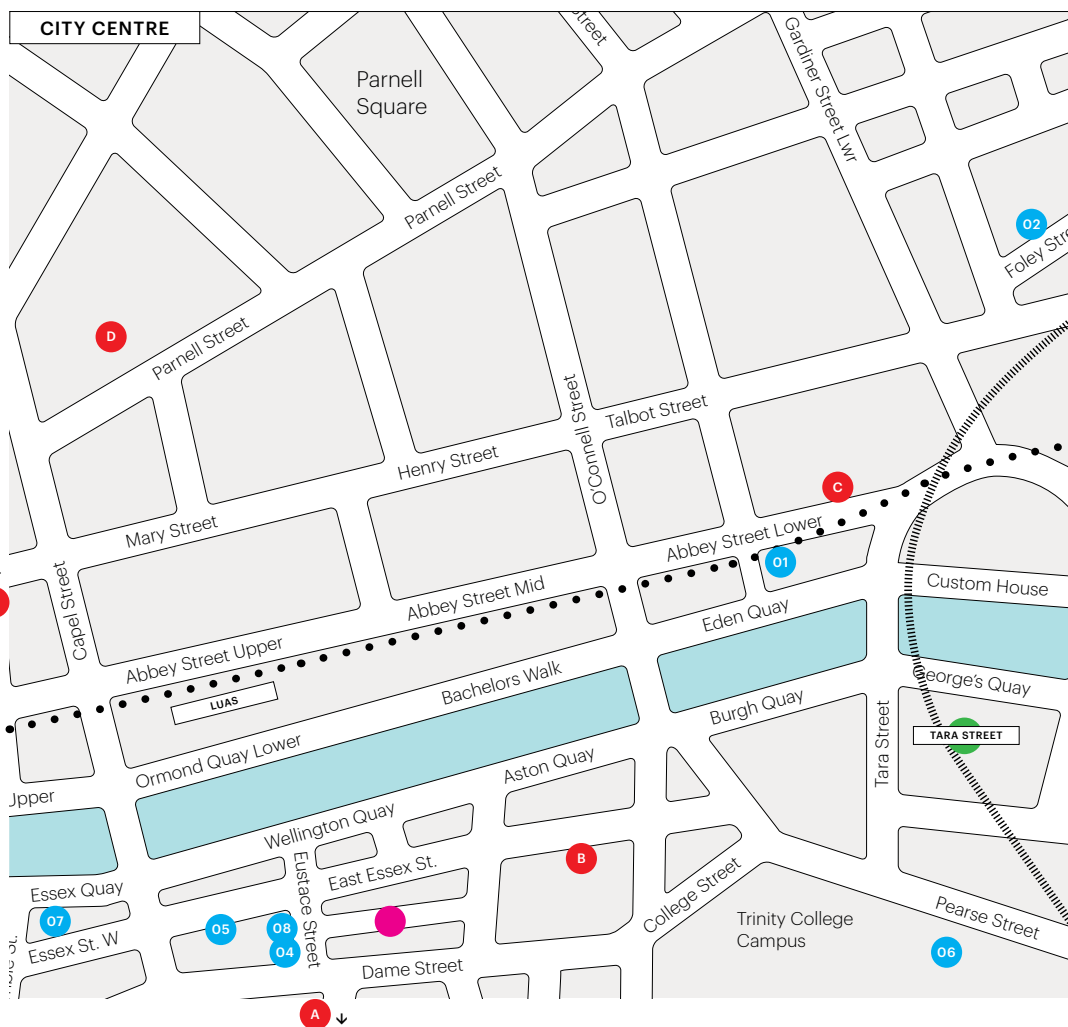 CITY CENTRE
Street
Gardiner Street Lwr
Parnell
Square
Parnell Street
02
Foley Stre
D
Parnell Street
O'Connell Street
Talbot Street
Henry Street
C
Mary Street
Abbey Street Lower
01
Capel Street
Abbey Street Mid
Custom House
Eden Quay
Abbey Street Upper
Bachelors Walk
George's Quay
LUAS
Burgh Quay
Tara Street
TARA STREET
Ormond Quay Lower
Aston Quay
Upper
Wellington Quay
Eustace Street
East Essex St.
B
College Street
Essex Quay
07
05
08
04
Essex St. W
Trinity College
Campus
Pearse Street
06
Dame Street
A